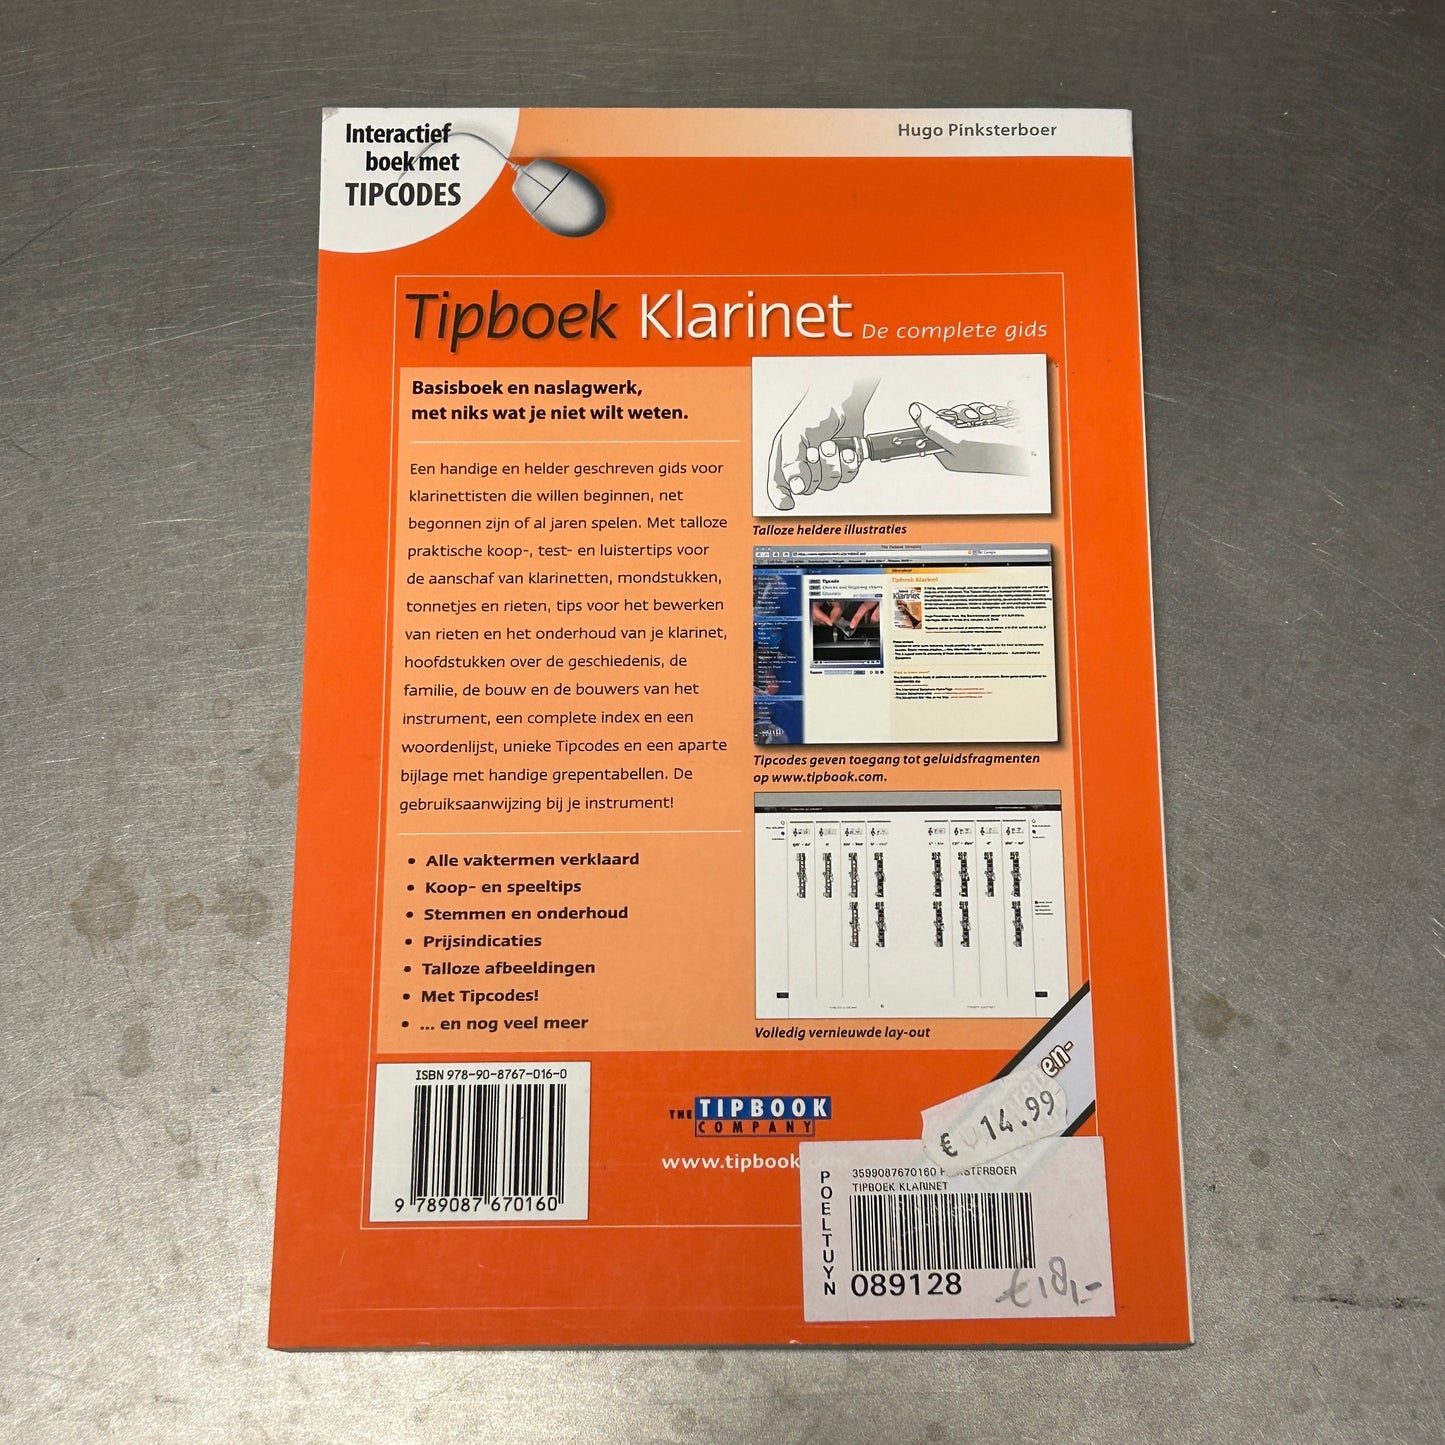 Interactief
boek met
TIPCODES
Hugo Pinksterboer
Tipboek Klarinet De complete gids
Basisboek en naslagwerk,
met niks wat je niet wilt weten.
Een handige en helder geschreven gids voor
klarinettisten die willen beginnen, net
begonnen zijn of al jaren spelen. Met talloze
praktische koop-, test- en luistertips voor
de aanschaf van klarinetten, mondstukken,
tonnetjes en rieten, tips voor het bewerken
van rieten en het onderhoud van je klarinet,
hoofdstukken over de geschiedenis, de
familie, de bouw en de bouwers van het
instrument, een complete index en een
woordenlijst, unieke Tipcodes en een aparte
bijlage met handige grepentabellen. De
gebruiksaanwijzing bij je instrument!
• Alle vaktermen verklaard
• Koop- en speeltips
• Stemmen en onderhoud
• Prijsindicaties
• Talloze afbeeldingen
• Met Tipcodes!
• ... en nog veel meer
Talloze heldere illustraties
Tipboek Klarinet
Klarinet
Tipcodes geven toegang tot geluidsfragmenten
op www.tipbook.com.
Volledig vernieuwde lay-out
ISBN 978-90-8767-016-0
9 789087 670160
THE TIPBOOK
COMPANY
www.tipbook
en-
€ 14.99
POELTUYN
3599087670160 P KSTERBOER
TIPBOEK KLARINET
089128
€18,-